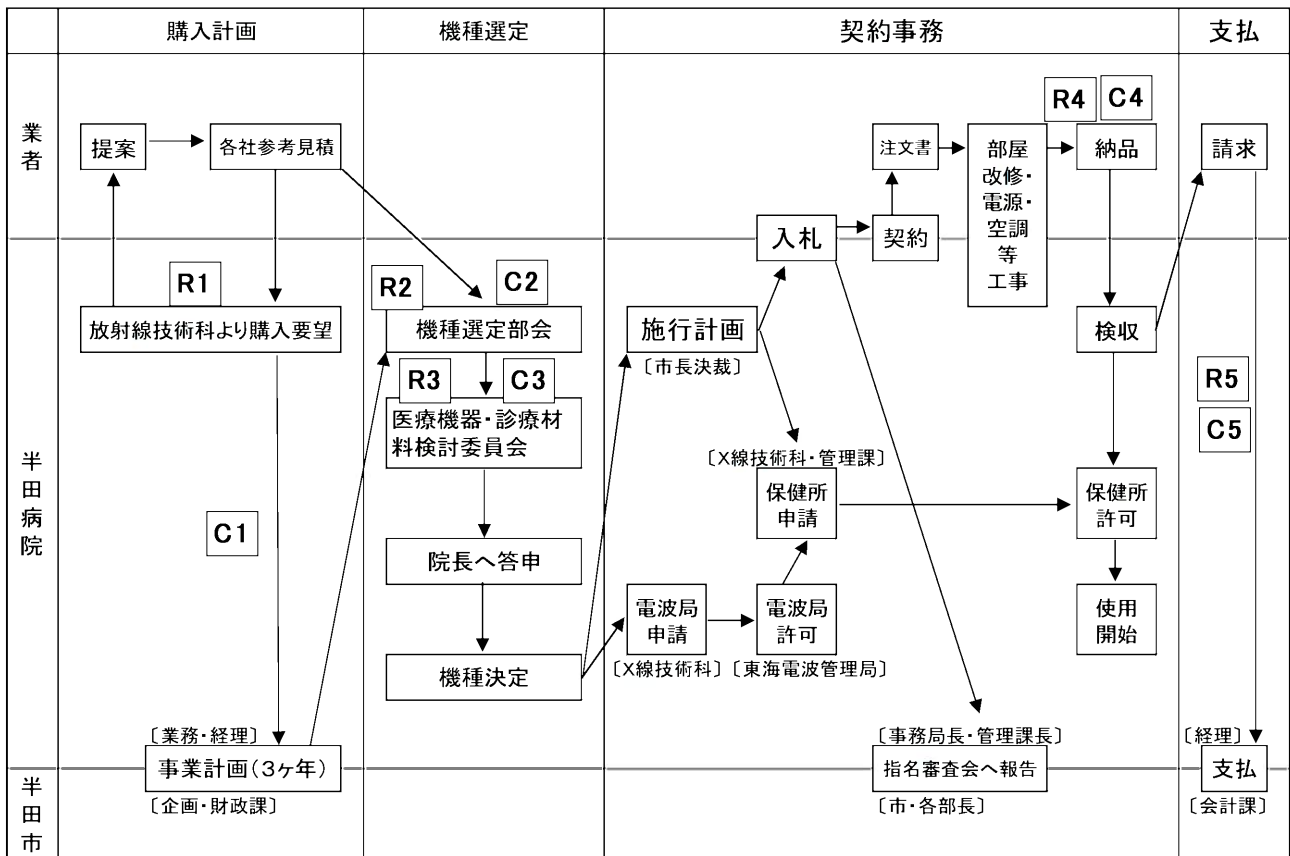 購入計画
機種選定
契約事務
支払
業者
提案
各社参考見積
R4
C4
注文書
部屋
改修・
電源・
空調
等
工事
納品
請求
入札
契約
半田病院
R1
放射線技術科より購入要望
R2
C2
機種選定部会
施行計画
〔市長決裁〕
検収
R3
C3
医療機器・診療材
料検討委員会
R5
C5
〔X線技術科・管理課〕
保健所
申請
保健所
許可
C1
院長へ答申
電波局
申請
〔X線技術科〕
電波局
許可
〔東海電波管理局〕
使用
開始
機種決定
〔業務・経理〕
事業計画(3ヶ年)
〔企画・財政課〕
〔事務局長・管理課長〕
指名審査会へ報告
〔市・各部長〕
〔経理〕
支払
〔会計課〕
半田市